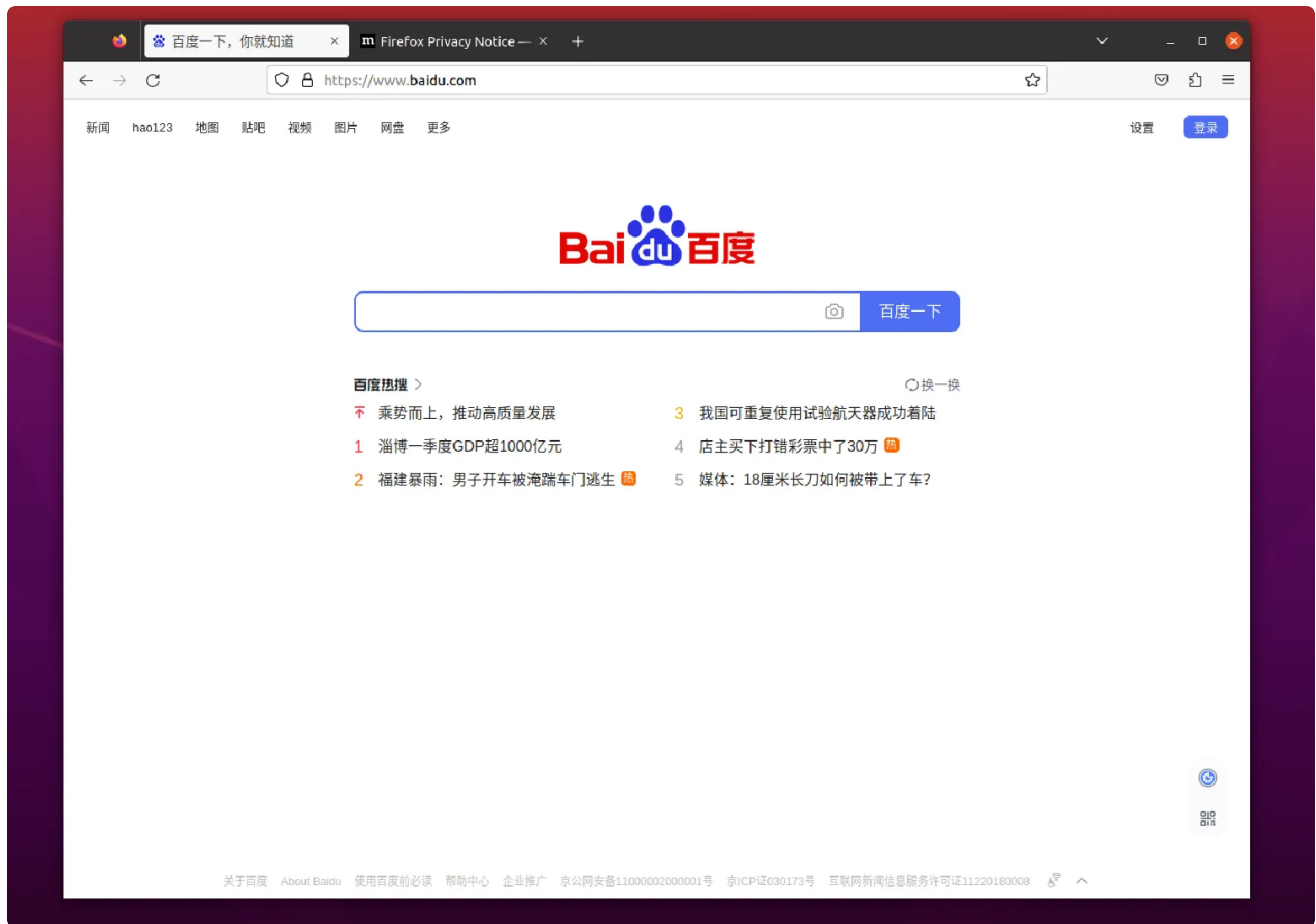 百度一下，你就知道
Firefox Privacy Notice —
https://www.baidu.com
新闻 hao123 地图 贴吧 视频 图片 网盘 更多 设置 登录
Bai du 百度
百度一下
百度热搜 换一换
乘势而上，推动高质量发展
1 淄博一季度GDP超1000亿元
2 福建暴雨：男子开车被淹踹车门逃生 热
3 我国可重复使用试验航天器成功着陆
4 店主买下打错彩票中了30万 热
5 媒体：18厘米长刀如何被带上了车？
关于百度 About Baidu 使用百度前必读 帮助中心 企业推广 京公网安备11000002000001号 京ICP证030173号 互联网新闻信息服务许可证11220180008